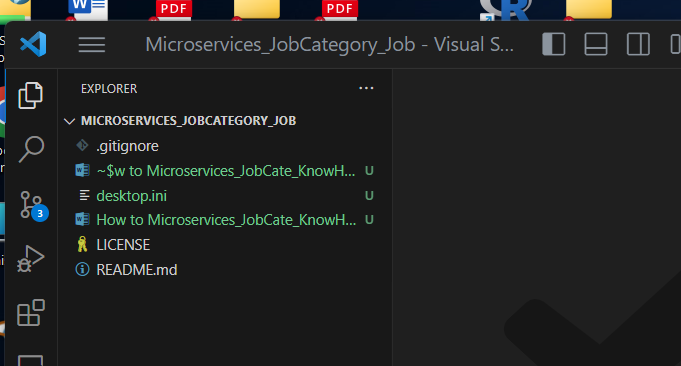 W
PDF
PDF
R
Microservices_JobCategory_Job - Visual S...
EXPLORER
MICROSERVICES_JOBCATEGORY_JOB
.gitignore
~$w to Microservices_JobCate_KnowH... U
desktop.ini U
How to Microservices_JobCate_KnowH... U
3
LICENSE
README.md